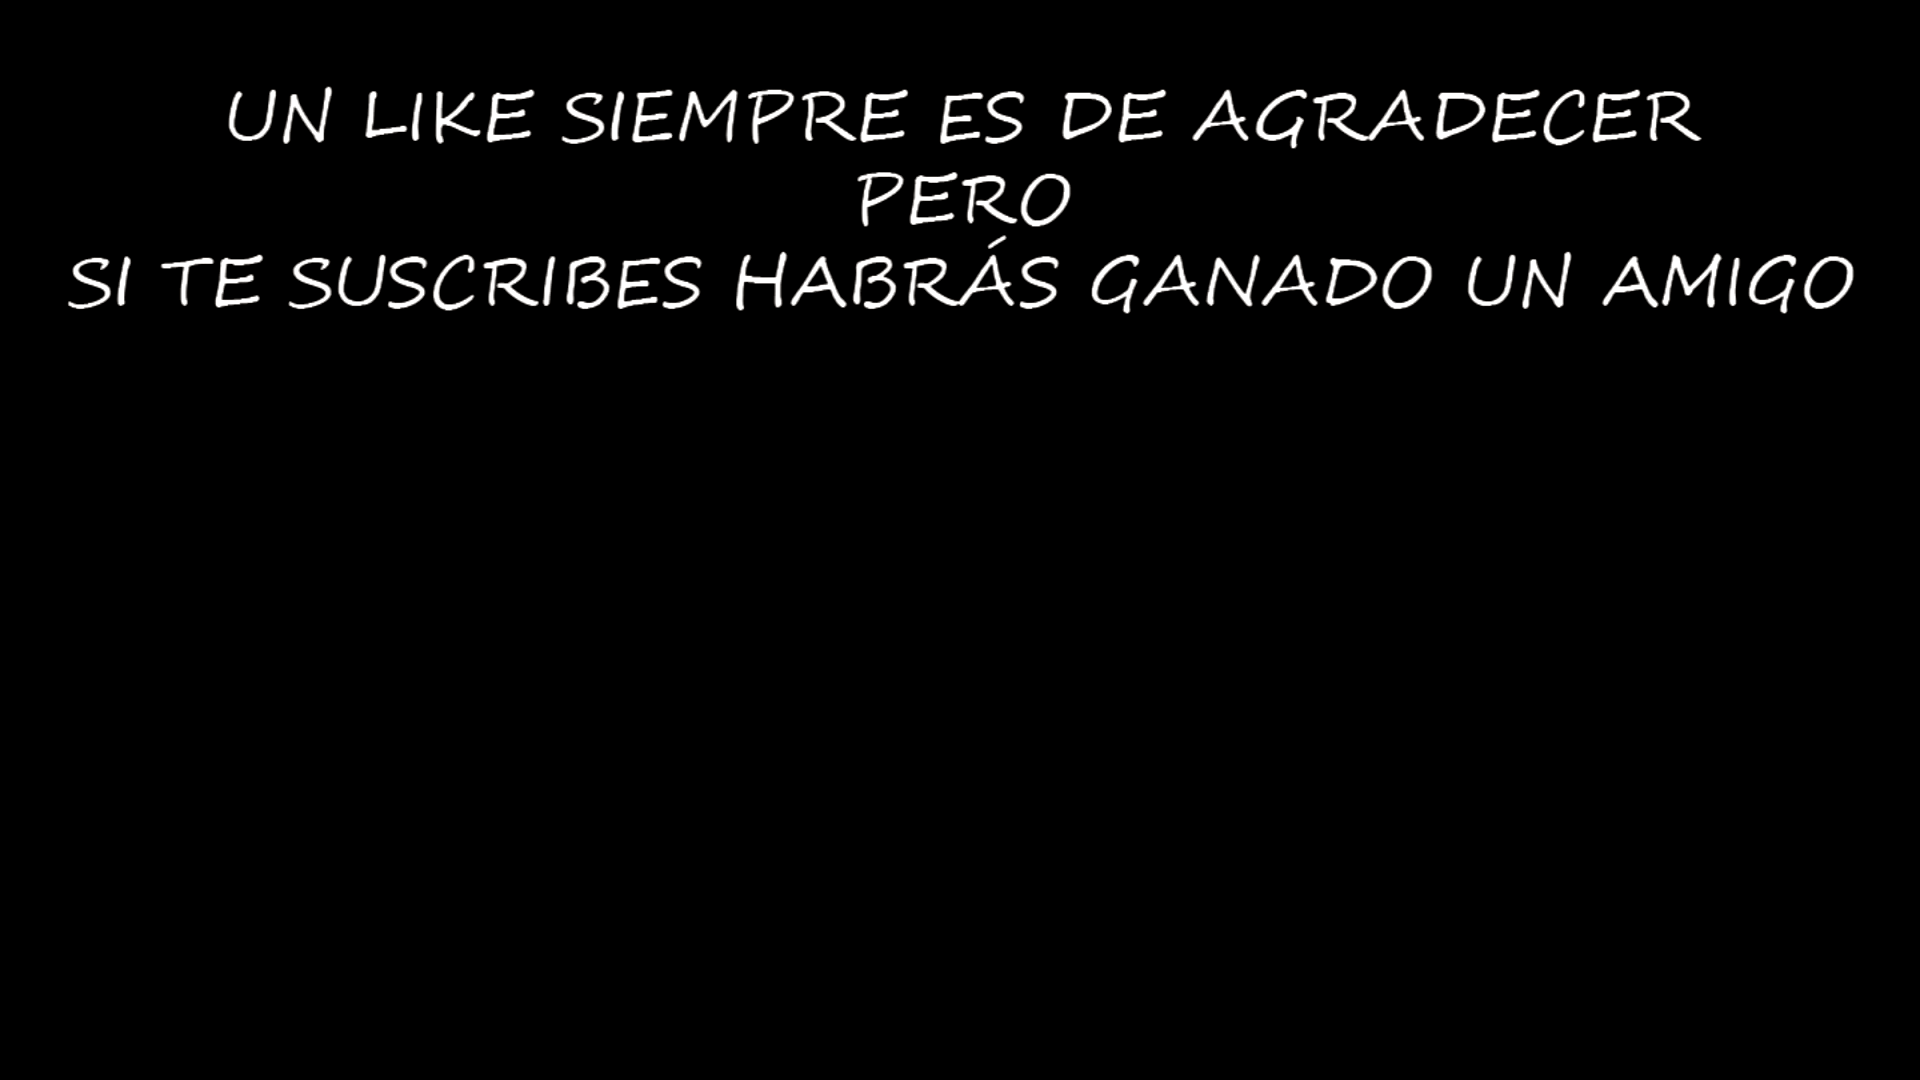 UN LIKE SIEMPRE ES DE AGRADECER
PERO
SI TE SUSCRIBES HABRÁS GANADO UN AMIGO